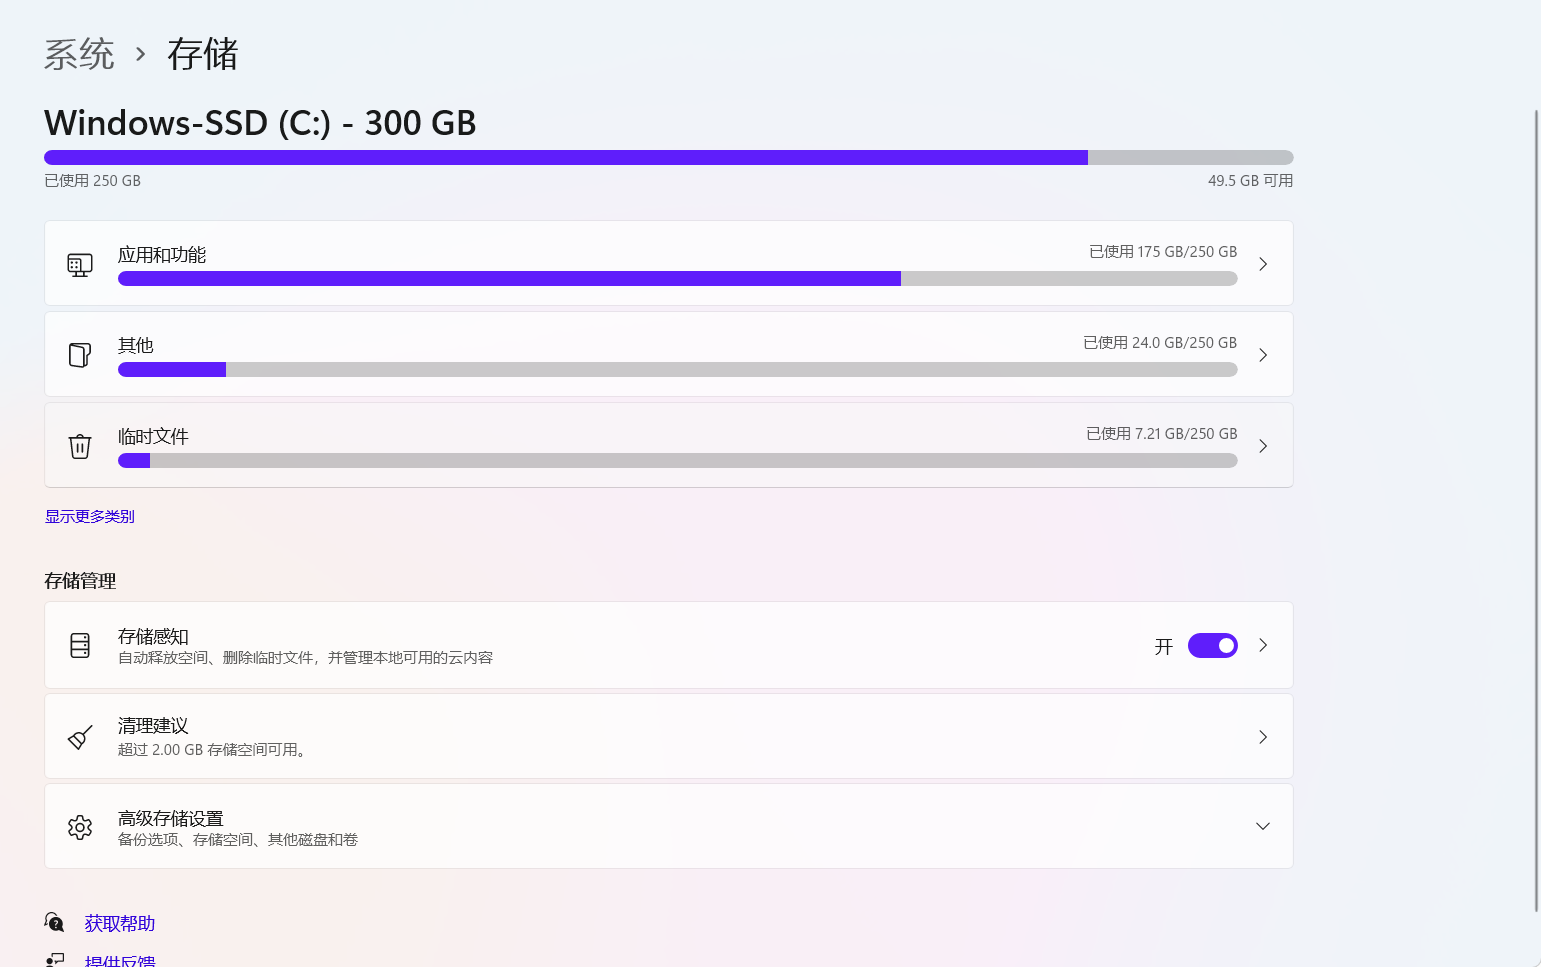 系统 › 存储
Windows-SSD (C:) - 300 GB
已使用 250 GB
49.5 GB 可用
应用和功能
已使用 175 GB/250 GB
其他
已使用 24.0 GB/250 GB
临时文件
已使用 7.21 GB/250 GB
显示更多类别
存储管理
存储感知
自动释放空间、删除临时文件，并管理本地可用的云内容
开
清理建议
超过 2.00 GB 存储空间可用。
高级存储设置
备份选项、存储空间、其他磁盘和卷
获取帮助
提供反馈